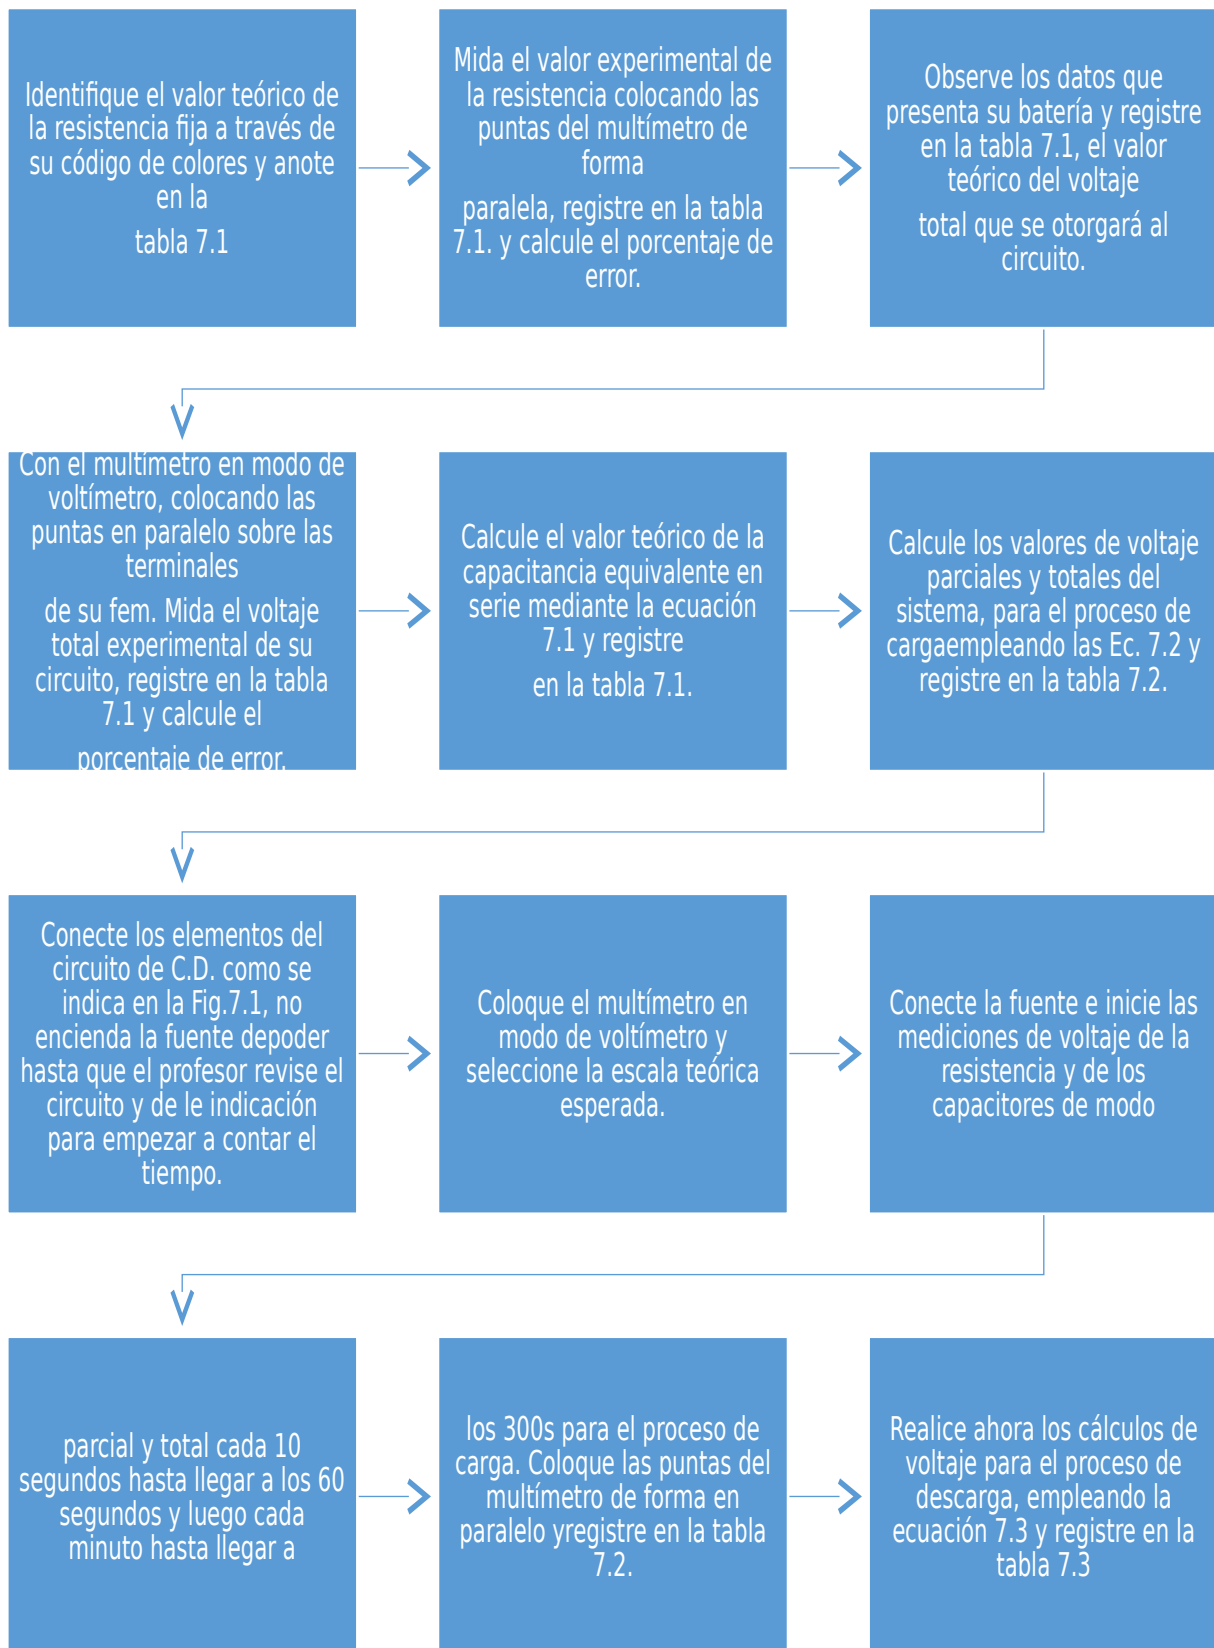 Identifique el valor teórico de
la resistencia fija a través de
su código de colores y anote
en la
tabla 7.1
Mida el valor experimental de
la resistencia colocando las
puntas del multímetro de
forma
paralela, registre en la tabla
7.1. y calcule el porcentaje de
error.
Observe los datos que
presenta su batería y registre
en la tabla 7.1, el valor
teórico del voltaje
total que se otorgará al
circuito.
Con el multímetro en modo de
voltímetro, colocando las
puntas en paralelo sobre las
terminales
de su fem. Mida el voltaje
total experimental de su
circuito, registre en la tabla
7.1 y calcule el
porcentaje de error.
Calcule el valor teórico de la
capacitancia equivalente en
serie mediante la ecuación
7.1 y registre
en la tabla 7.1.
Calcule los valores de voltaje
parciales y totales del
sistema, para el proceso de
cargaempleando las Ec. 7.2 y
registre en la tabla 7.2.
Conecte los elementos del
circuito de C.D. como se
indica en la Fig.7.1, no
encienda la fuente depoder
hasta que el profesor revise el
circuito y de le indicación
para empezar a contar el
tiempo.
Coloque el multímetro en
modo de voltímetro y
seleccione la escala teórica
esperada.
Conecte la fuente e inicie las
mediciones de voltaje de la
resistencia y de los
capacitores de modo
parcial y total cada 10
segundos hasta llegar a los 60
segundos y luego cada
minuto hasta llegar a
los 300s para el proceso de
carga. Coloque las puntas del
multímetro de forma en
paralelo yregistre en la tabla
7.2.
Realice ahora los cálculos de
voltaje para el proceso de
descarga, empleando la
ecuación 7.3 y registre en la
tabla 7.3